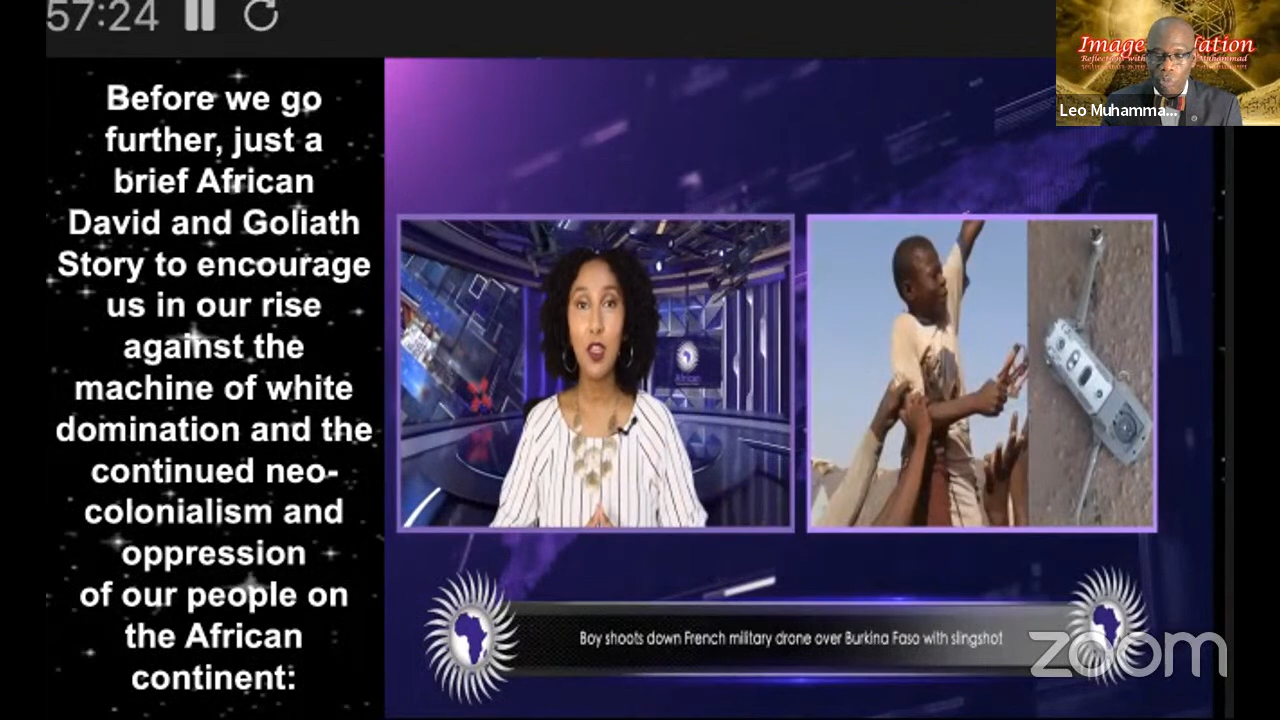 57:24
Before we go
further, just a
brief African
David and Goliath
Story to encourage
us in our rise
against the
machine of white
domination and the
continued neo-
colonialism and
oppression
of our people on
the African
continent:
Leo Muhamma...
African
Boy shoots down French military drone over Burkina Faso with slingshot
zoom